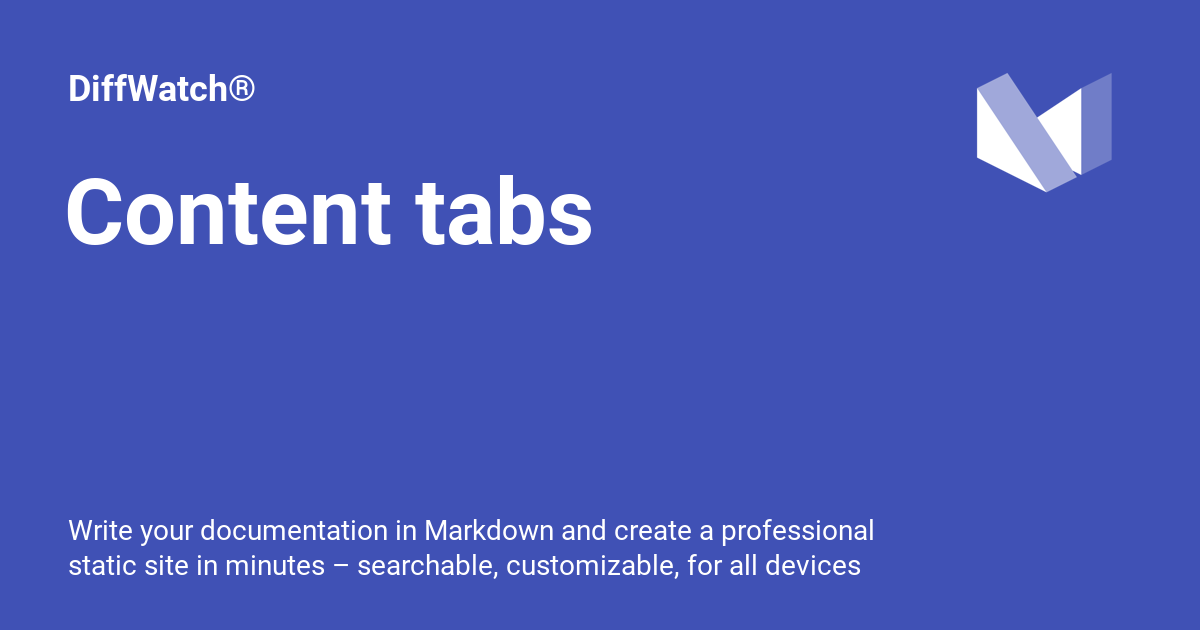 DiffWatch®
Content tabs
Write your documentation in Markdown and create a professional
static site in minutes – searchable, customizable, for all devices